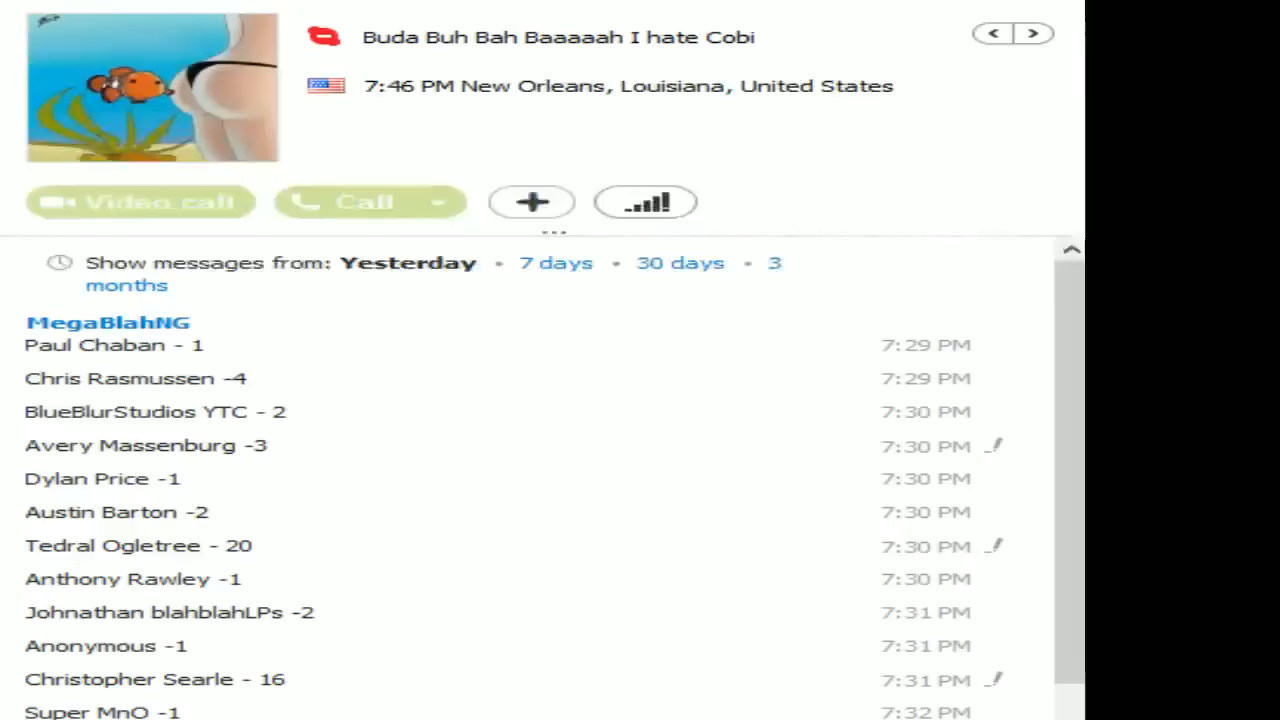 Buda Buh Bah Baaaaah I hate Cobi
7:46 PM New Orleans, Louisiana, United States
Video call Call
Show messages from: Yesterday • 7 days • 30 days • 3
months
MegaBlahNG
Paul Chaban - 1 7:29 PM
Chris Rasmussen -4 7:29 PM
BlueBlurStudios YTC - 2 7:30 PM
Avery Massenburg -3 7:30 PM
Dylan Price -1 7:30 PM
Austin Barton -2 7:30 PM
Tedral Ogletree - 20 7:30 PM
Anthony Rawley -1 7:30 PM
Johnathan blahblahLPs -2 7:31 PM
Anonymous -1 7:31 PM
Christopher Searle - 16 7:31 PM
Super MnO -1 7:32 PM